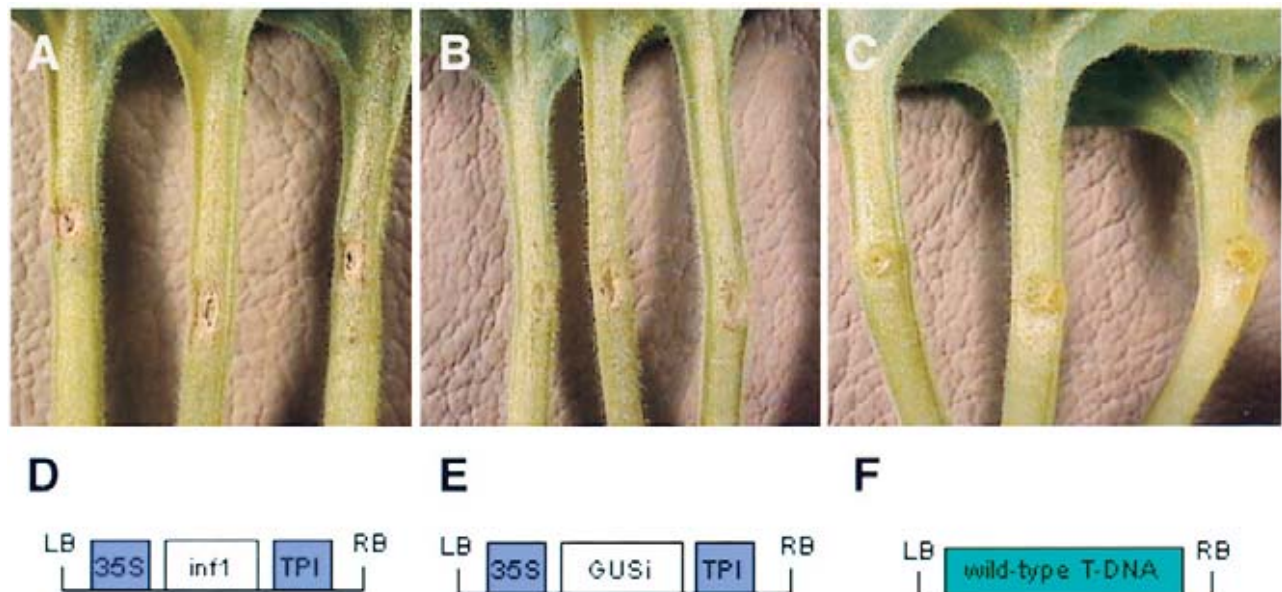 A B C
D E F
LB 35S inf1 TPI RB
LB 35S GUSi TPI RB
LB wild-type T-DNA RB